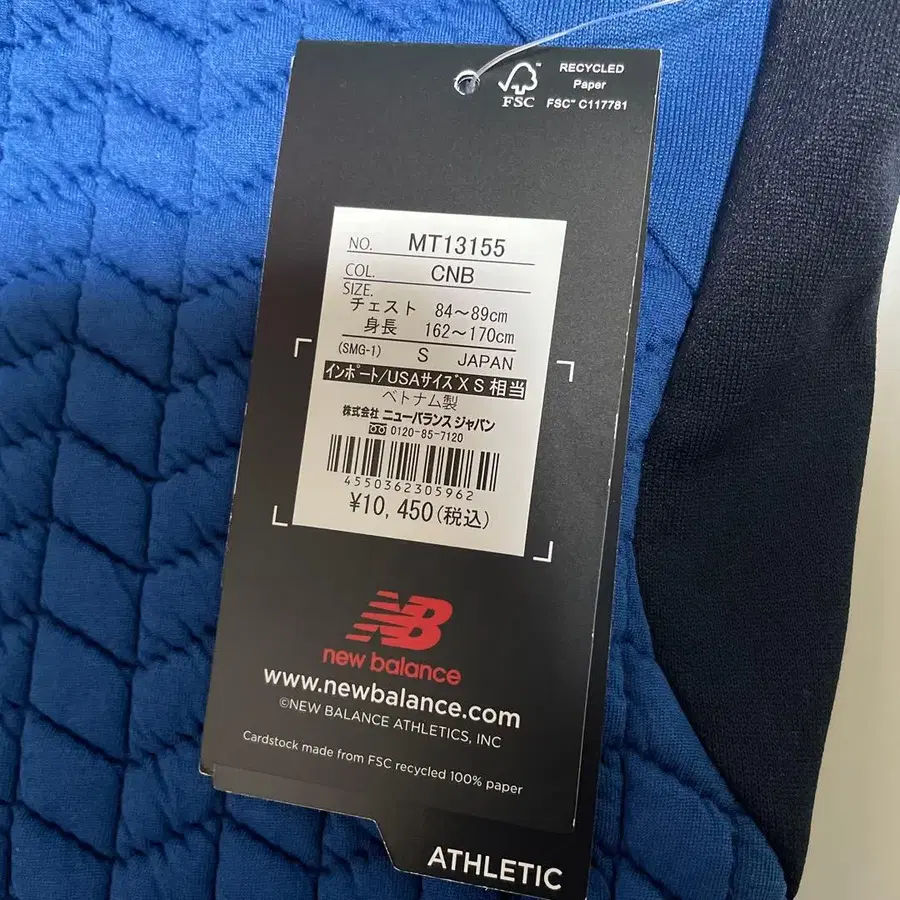 FSC
RECYCLED
Paper
FSC™ C117781
NO. MT13155
COL. CNB
SIZE.
チェスト 84～89cm
身長 162～170cm
(SMG-1) S JAPAN
インポート/USAサイズXS相当
ベトナム製
株式会社 ニューバランス ジャパン
0120-85-7120
4550362305962
¥10,450(税込)
NB
new balance
www.newbalance.com
©NEW BALANCE ATHLETICS, INC
Cardstock made from FSC recycled 100% paper
ATHLETIC